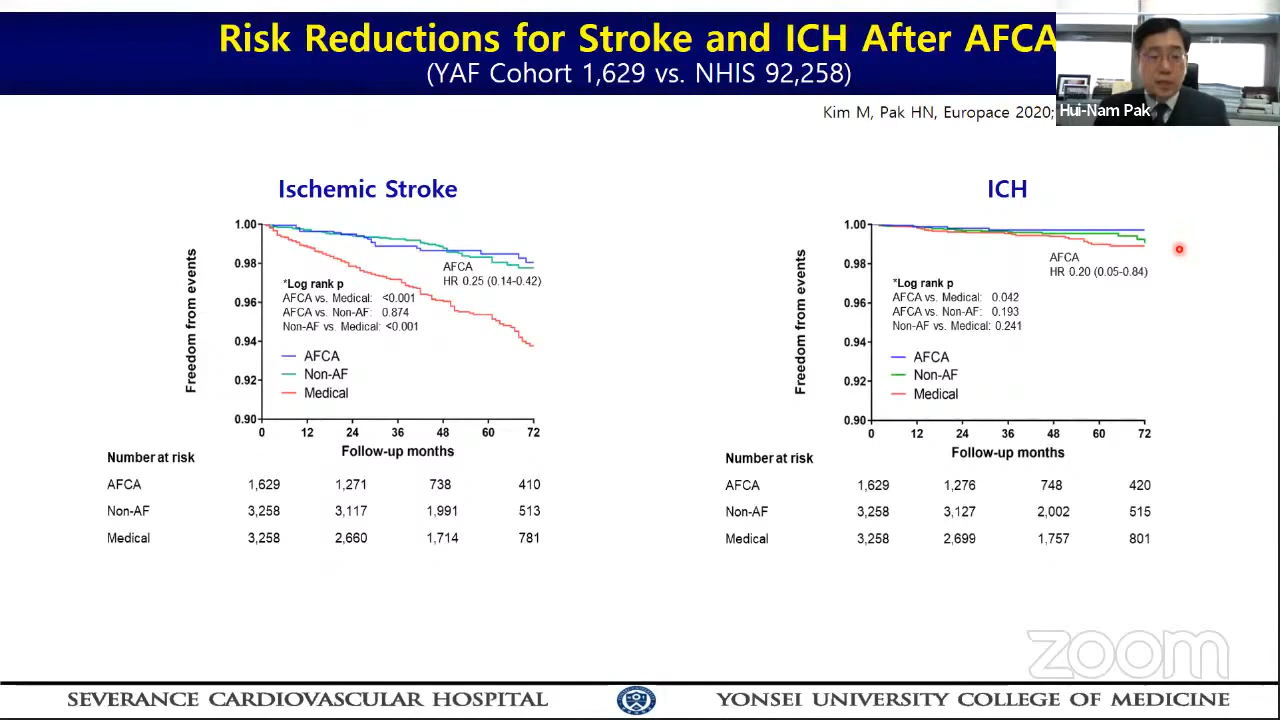 Risk Reductions for Stroke and ICH After AFCA
(YAF Cohort 1,629 vs. NHIS 92,258)
Hui-Nam Pak
Kim M, Pak HN, Europace 2020;
Ischemic Stroke
Freedom from events
1.00
0.98
0.96
0.94
0.92
0.90
AFCA
HR 0.25 (0.14-0.42)
*Log rank p
AFCA vs. Medical: <0.001
AFCA vs. Non-AF: 0.874
Non-AF vs. Medical: <0.001
AFCA
Non-AF
Medical
0 12 24 36 48 60 72
Follow-up months
Number at risk
AFCA 1,629 1,271 738 410
Non-AF 3,258 3,117 1,991 513
Medical 3,258 2,660 1,714 781
ICH
Freedom from events
1.00
0.98
0.96
0.94
0.92
0.90
AFCA
HR 0.20 (0.05-0.84)
*Log rank p
AFCA vs. Medical: 0.042
AFCA vs. Non-AF: 0.193
Non-AF vs. Medical: 0.241
AFCA
Non-AF
Medical
0 12 24 36 48 60 72
Follow-up months
Number at risk
AFCA 1,629 1,276 748 420
Non-AF 3,258 3,127 2,002 515
Medical 3,258 2,699 1,757 801
zoom
SEVERANCE CARDIOVASCULAR HOSPITAL
YONSEI UNIVERSITY COLLEGE OF MEDICINE